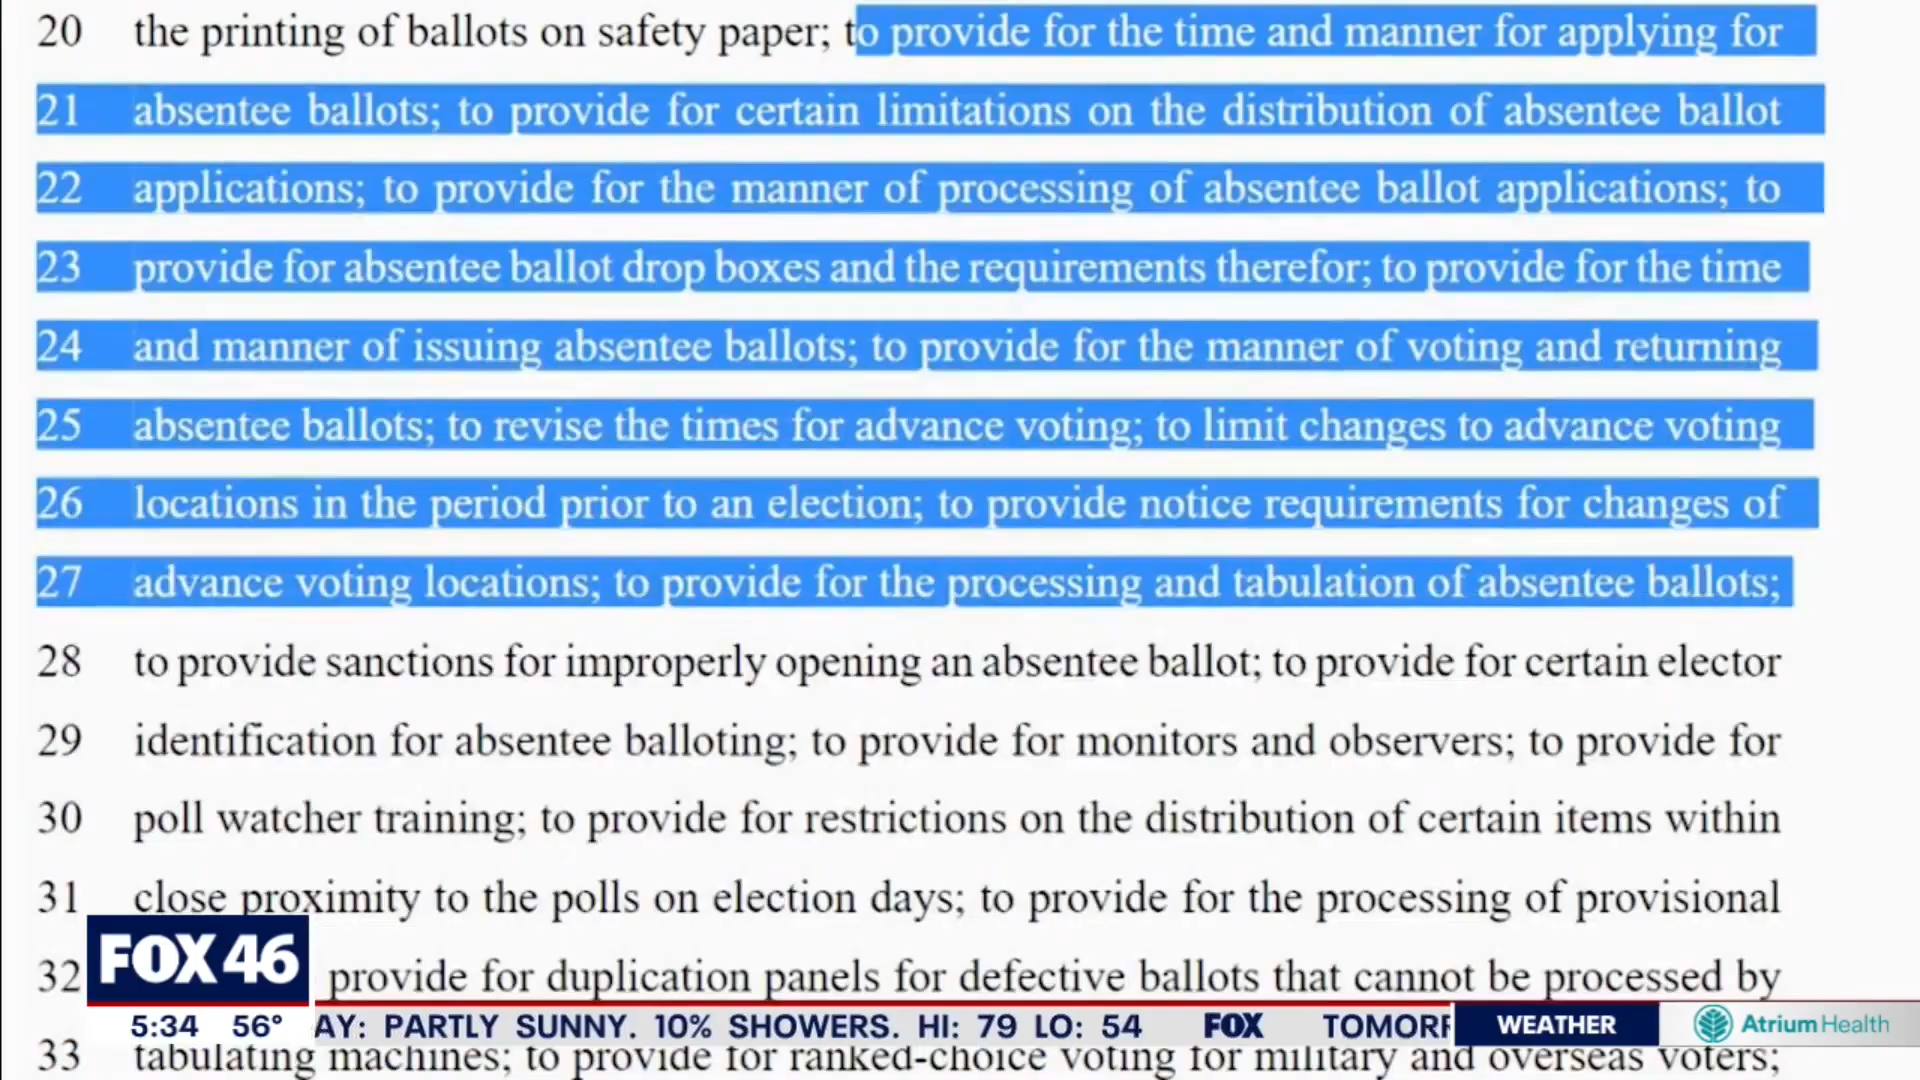 20 the printing of ballots on safety paper; to provide for the time and manner for applying for
21 absentee ballots; to provide for certain limitations on the distribution of absentee ballot
22 applications; to provide for the manner of processing of absentee ballot applications; to
23 provide for absentee ballot drop boxes and the requirements therefor; to provide for the time
24 and manner of issuing absentee ballots; to provide for the manner of voting and returning
25 absentee ballots; to revise the times for advance voting; to limit changes to advance voting
26 locations in the period prior to an election; to provide notice requirements for changes of
27 advance voting locations; to provide for the processing and tabulation of absentee ballots;
28 to provide sanctions for improperly opening an absentee ballot; to provide for certain elector
29 identification for absentee balloting; to provide for monitors and observers; to provide for
30 poll watcher training; to provide for restrictions on the distribution of certain items within
31 close proximity to the polls on election days; to provide for the processing of provisional
32 provide for duplication panels for defective ballots that cannot be processed by
FOX 46
5:34 56° AY: PARTLY SUNNY. 10% SHOWERS. HI: 79 LO: 54 FOX TOMORR WEATHER Atrium Health
33 tabulating machines; to provide for ranked-choice voting for military and overseas voters;